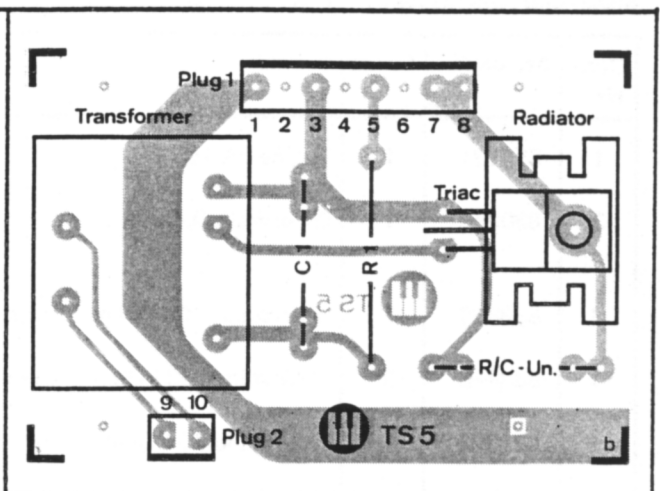 Plug 1
Transformer
1 2 3 4 5 6 7 8
Radiator
Triac
C 1
R 1
TS 5
R/C-Un.
9 10
Plug 2
TS 5
b